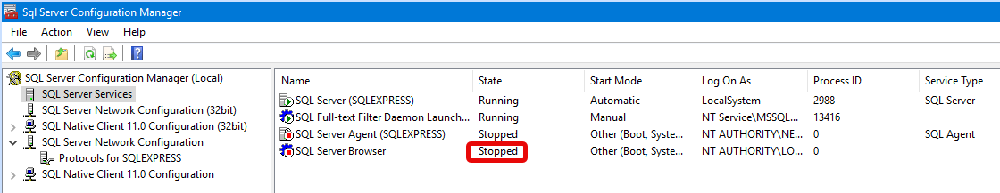 Sql Server Configuration Manager
File Action View Help
SQL Server Configuration Manager (Local)
SQL Server Services
SQL Server Network Configuration (32bit)
SQL Native Client 11.0 Configuration (32bit)
SQL Server Network Configuration
Protocols for SQLEXPRESS
SQL Native Client 11.0 Configuration
Name State Start Mode Log On As Process ID Service Type
SQL Server (SQLEXPRESS) Running Automatic LocalSystem 2988 SQL Server
SQL Full-text Filter Daemon Launch... Running Manual NT Service\MSSQL... 13416
SQL Server Agent (SQLEXPRESS) Stopped Other (Boot, Syste... NT AUTHORITY\NE... 0 SQL Agent
SQL Server Browser Stopped Other (Boot, Syste... NT AUTHORITY\LO... 0